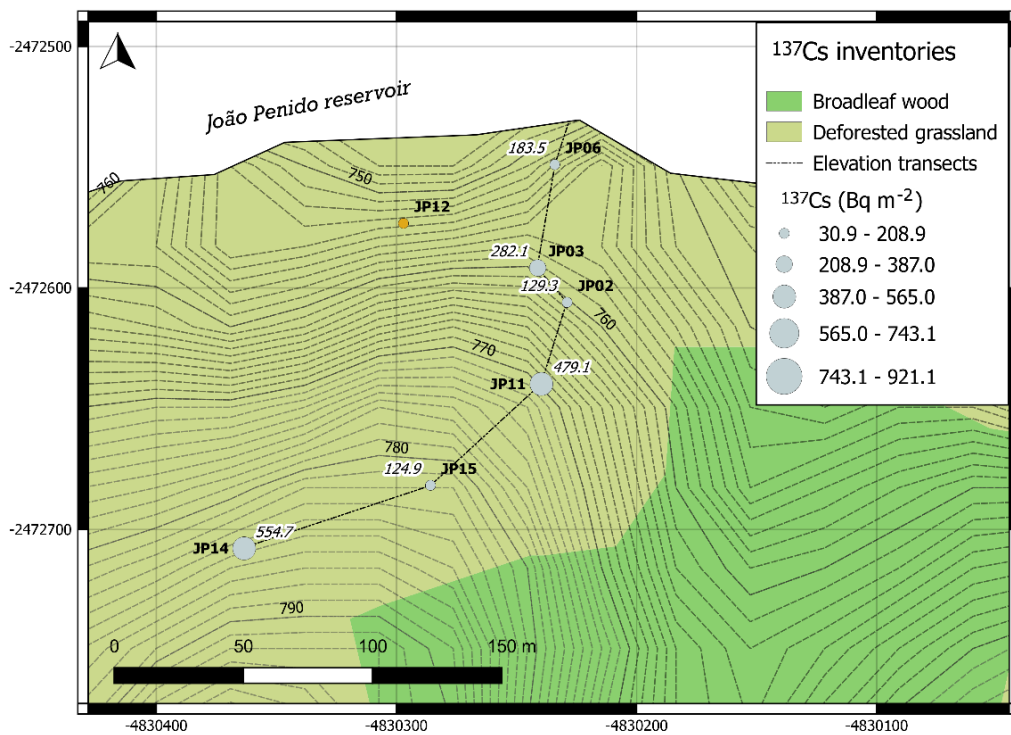 -2472500
-2472600
-2472700
João Penido reservoir
760
750
JP12
183.5
JP06
282.1
JP03
129.3
JP02
760
770
479.1
JP11
780
124.9
JP15
554.7
JP14
790
0 50 100 150 m
-4830400 -4830300 -4830200 -4830100
¹³⁷Cs inventories
Broadleaf wood
Deforested grassland
Elevation transects
¹³⁷Cs (Bq m⁻²)
30.9 - 208.9
208.9 - 387.0
387.0 - 565.0
565.0 - 743.1
743.1 - 921.1